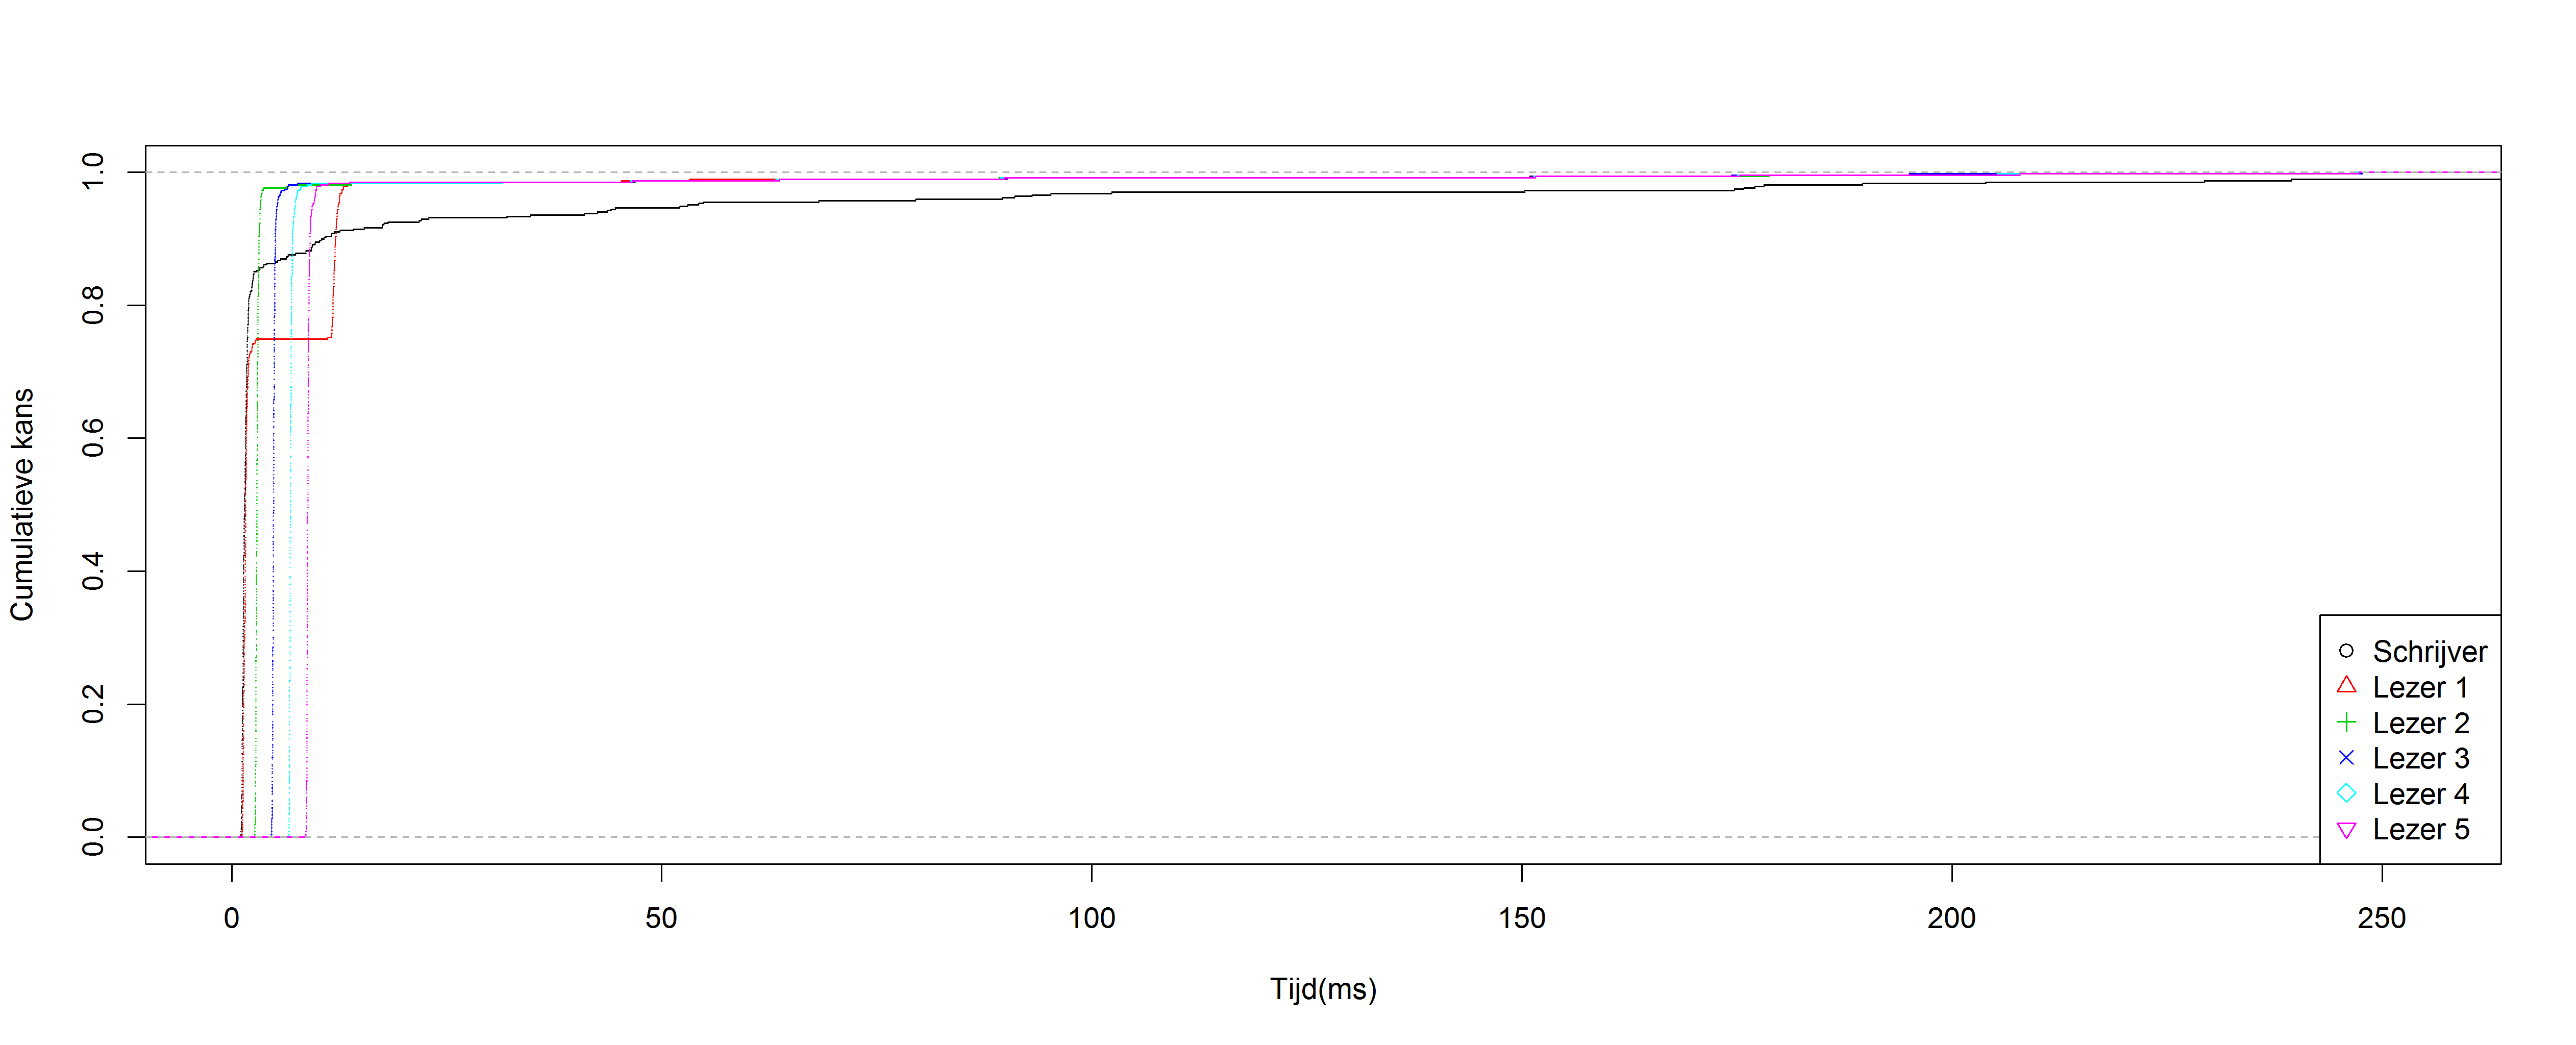 Cumulatieve kans
1.0
0.8
0.6
0.4
0.2
0.0
Schrijver
Lezer 1
Lezer 2
Lezer 3
Lezer 4
Lezer 5
0 50 100 150 200 250
Tijd(ms)